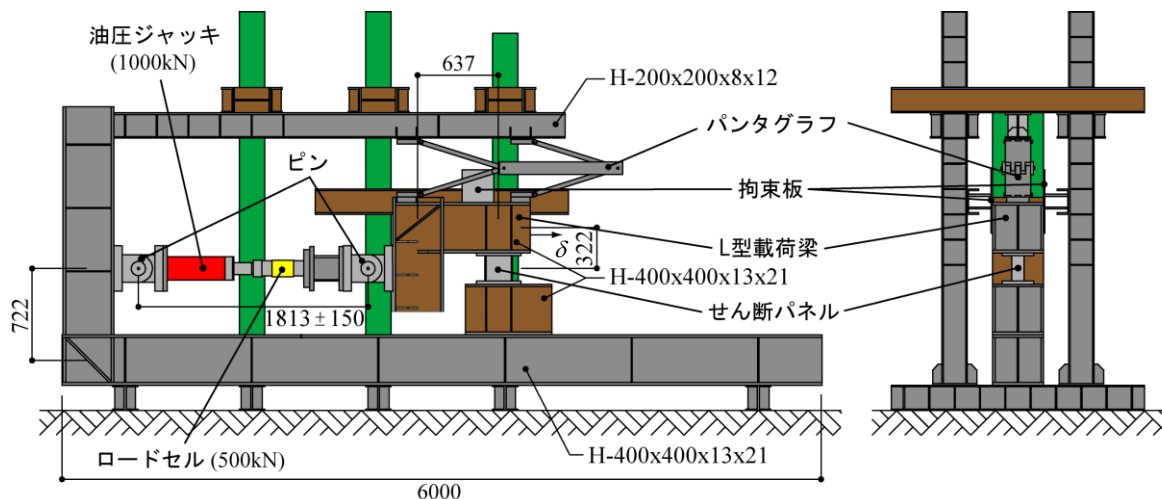 油圧ジャッキ
(1000kN)
637
H-200x200x8x12
パンタグラフ
ピン
拘束板
L型載荷梁
δ
322
H-400x400x13x21
せん断パネル
722
1813±150
ロードセル (500kN)
H-400x400x13x21
6000